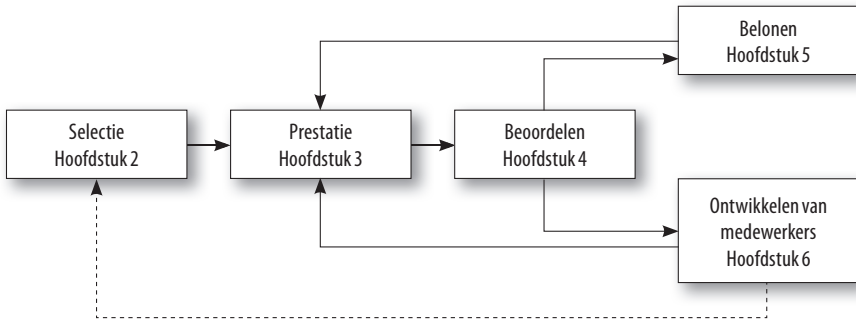 Belonen
Hoofdstuk 5
Selectie
Hoofdstuk 2
Prestatie
Hoofdstuk 3
Beoordelen
Hoofdstuk 4
Ontwikkelen van
medewerkers
Hoofdstuk 6